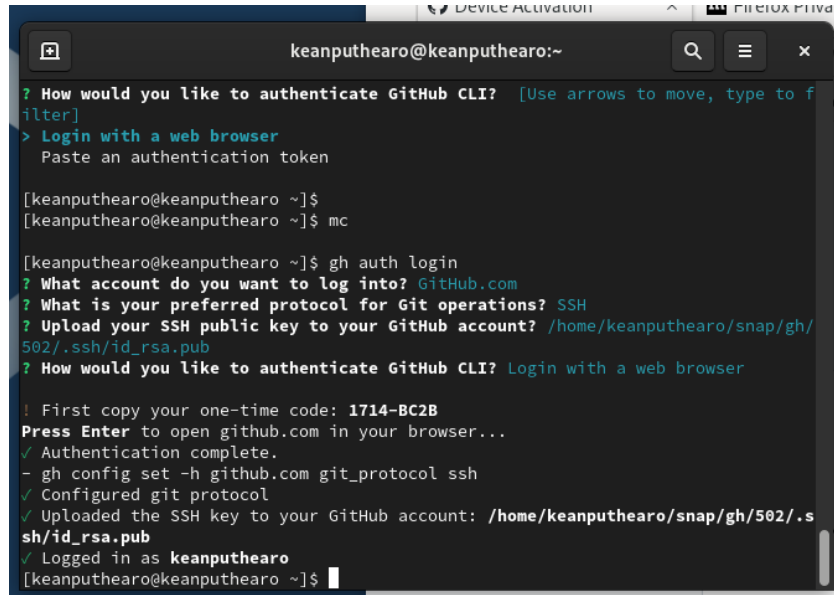 Device Activation
Firefox Priva
keanputhearo@keanputhearo:~
? How would you like to authenticate GitHub CLI?  [Use arrows to move, type to f
ilter]
> Login with a web browser
  Paste an authentication token
[keanputhearo@keanputhearo ~]$
[keanputhearo@keanputhearo ~]$ mc
[keanputhearo@keanputhearo ~]$ gh auth login
? What account do you want to log into? GitHub.com
? What is your preferred protocol for Git operations? SSH
? Upload your SSH public key to your GitHub account? /home/keanputhearo/snap/gh/
502/.ssh/id_rsa.pub
? How would you like to authenticate GitHub CLI? Login with a web browser
! First copy your one-time code: 1714-BC2B
Press Enter to open github.com in your browser...
✓ Authentication complete.
- gh config set -h github.com git_protocol ssh
✓ Configured git protocol
✓ Uploaded the SSH key to your GitHub account: /home/keanputhearo/snap/gh/502/.s
sh/id_rsa.pub
✓ Logged in as keanputhearo
[keanputhearo@keanputhearo ~]$